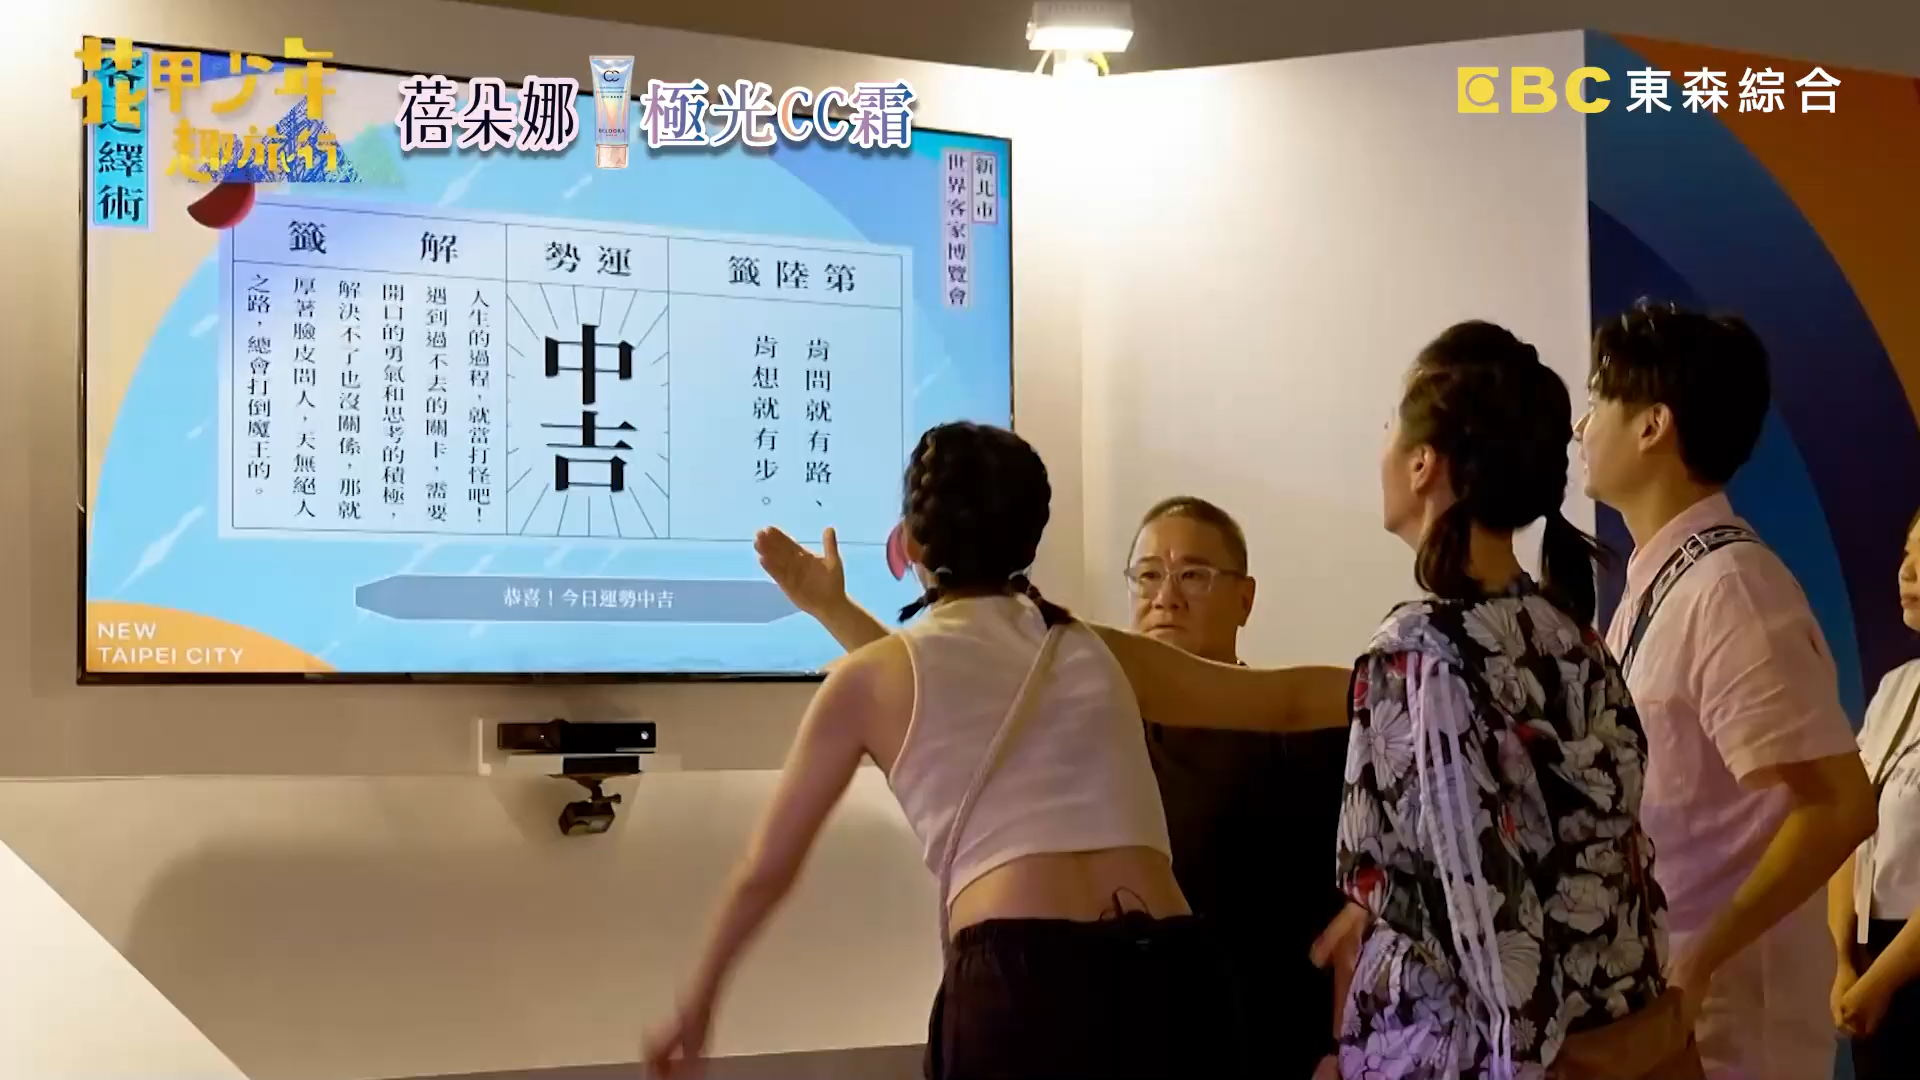 花甲少年
趣旅行
蓓朵娜
CC
極光CC霜
EBC東森綜合
繹術
新北市
世界客家博覽會
第陸籤
肯問就有路、
肯想就有步。
運勢
中吉
解籤
人生的過程,就當打怪吧!
遇到過不去的關卡,需要
開口的勇氣和思考的積極,
解決不了也沒關係,那就
厚著臉皮問人,天無絕人
之路,總會打倒魔王的。
恭喜!今日運勢中吉
NEW
TAIPEI CITY